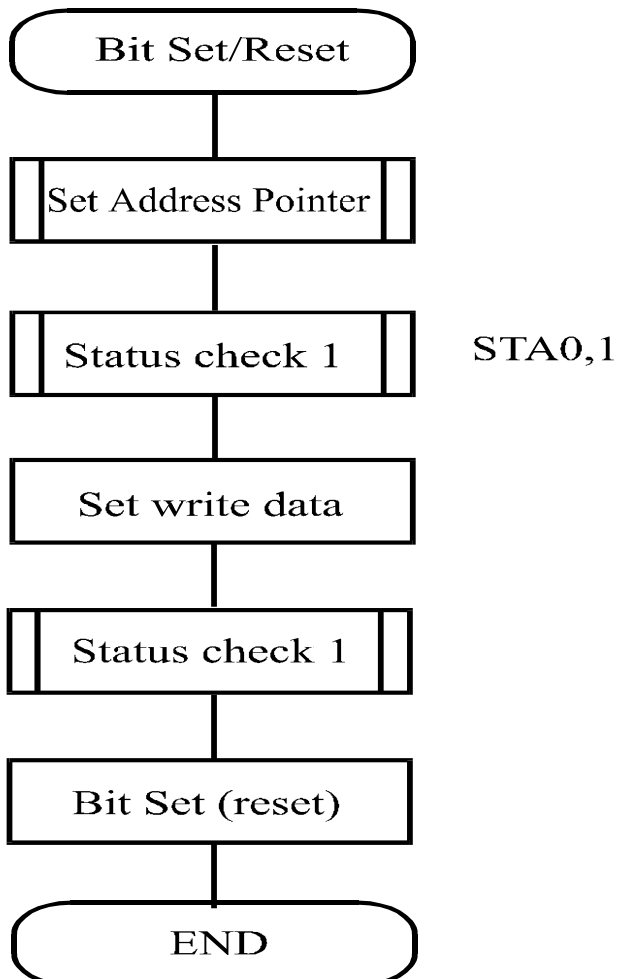 Bit Set/Reset
Set Address Pointer
Status check 1
STA0,1
Set write data
Status check 1
Bit Set (reset)
END